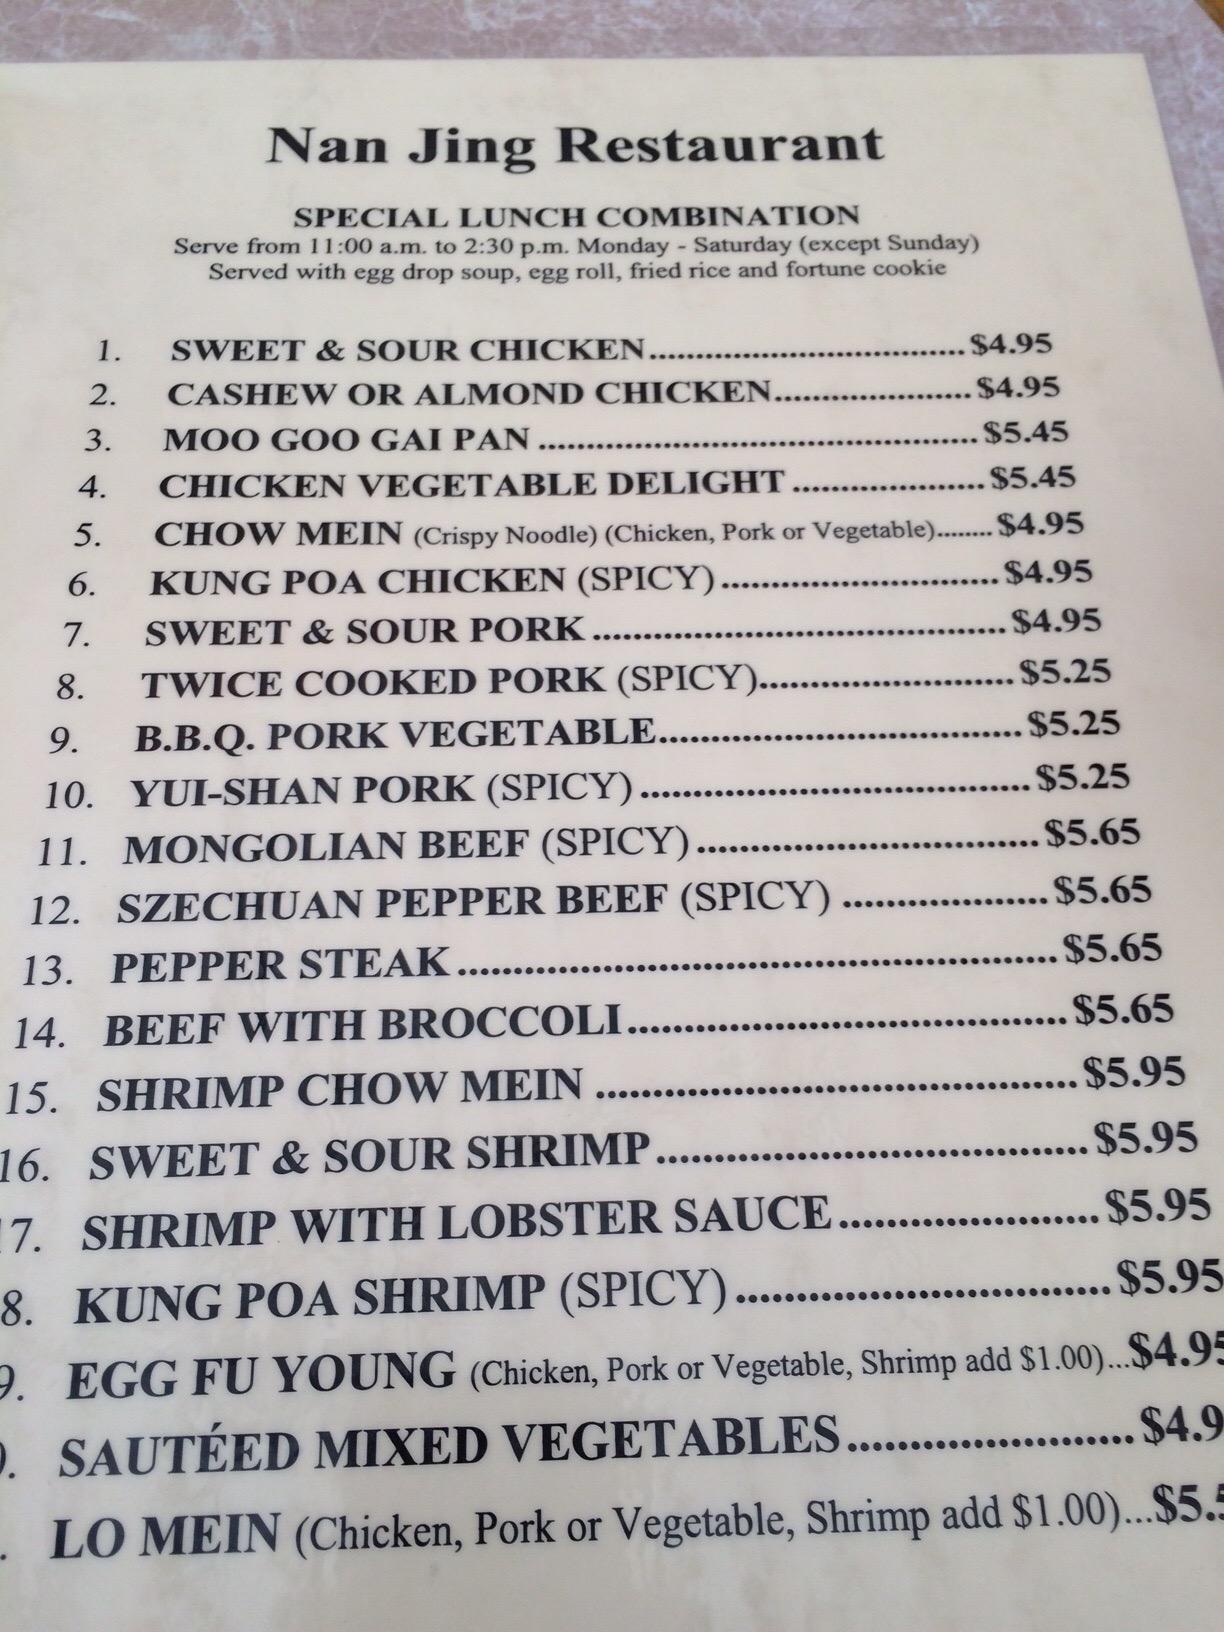 Nan Jing Restaurant
SPECIAL LUNCH COMBINATION
Serve from 11:00 a.m. to 2:30 p.m. Monday - Saturday (except Sunday)
Served with egg drop soup, egg roll, fried rice and fortune cookie
1. SWEET & SOUR CHICKEN..................................$4.95
2. CASHEW OR ALMOND CHICKEN.....................$4.95
3. MOO GOO GAI PAN ...............................................$5.45
4. CHICKEN VEGETABLE DELIGHT .....................$5.45
5. CHOW MEIN (Crispy Noodle) (Chicken, Pork or Vegetable)........$4.95
6. KUNG POA CHICKEN (SPICY)..............................$4.95
7. SWEET & SOUR PORK ...........................................$4.95
8. TWICE COOKED PORK (SPICY)...........................$5.25
9. B.B.Q. PORK VEGETABLE.....................................$5.25
10. YUI-SHAN PORK (SPICY).......................................$5.25
11. MONGOLIAN BEEF (SPICY)..................................$5.65
12. SZECHUAN PEPPER BEEF (SPICY) ....................$5.65
13. PEPPER STEAK........................................................$5.65
14. BEEF WITH BROCCOLI.........................................$5.65
15. SHRIMP CHOW MEIN ...........................................$5.95
16. SWEET & SOUR SHRIMP......................................$5.95
17. SHRIMP WITH LOBSTER SAUCE.......................$5.95
8. KUNG POA SHRIMP (SPICY)................................$5.95
9. EGG FU YOUNG (Chicken, Pork or Vegetable, Shrimp add $1.00)...$4.95
SAUTÉED MIXED VEGETABLES........................$4.9
LO MEIN (Chicken, Pork or Vegetable, Shrimp add $1.00)...$5.